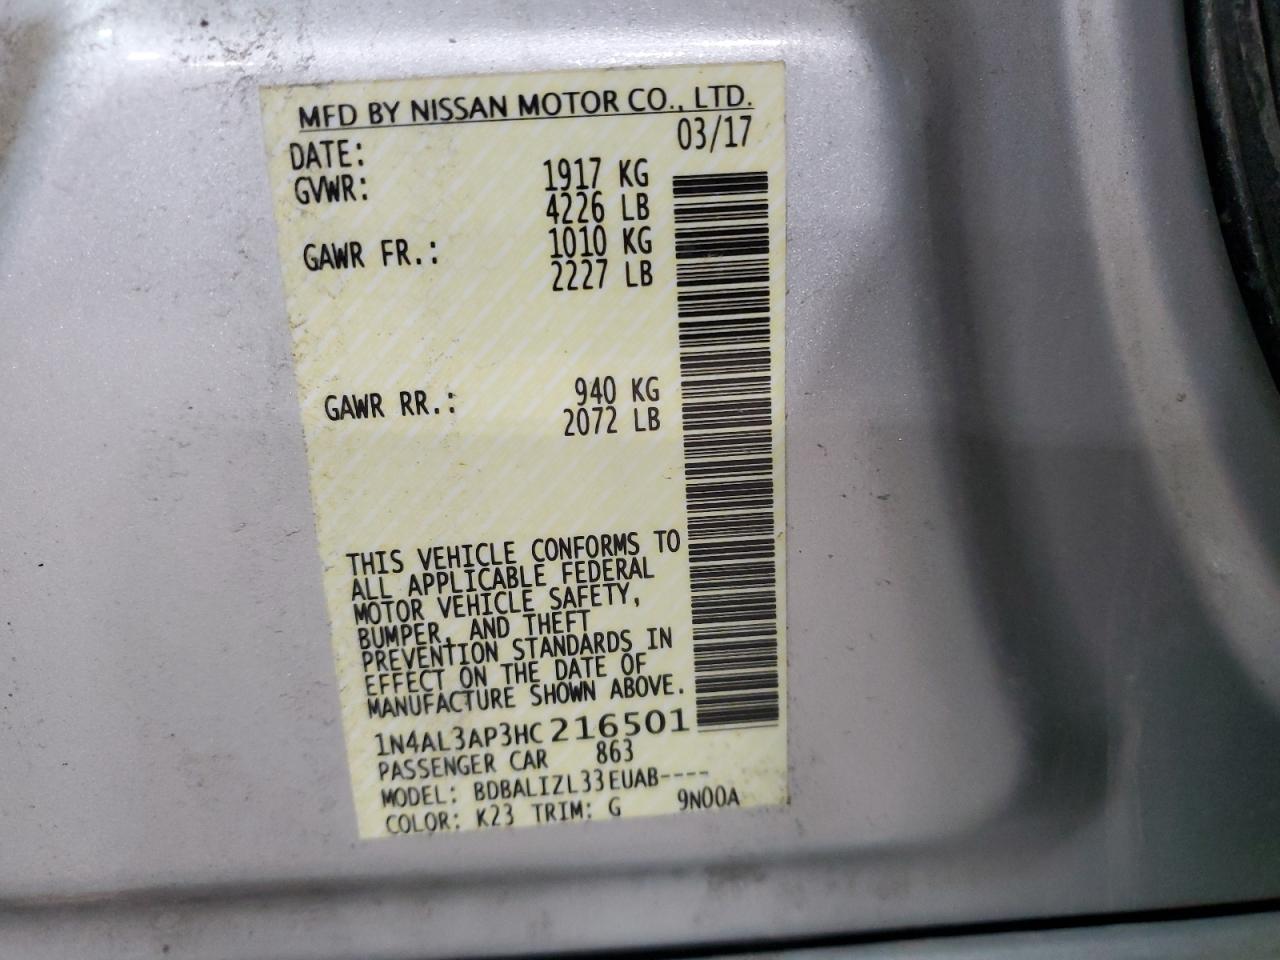 MFD BY NISSAN MOTOR CO., LTD.
DATE: 03/17
GVWR: 1917 KG
4226 LB
GAWR FR.: 1010 KG
2227 LB
GAWR RR.: 940 KG
2072 LB
THIS VEHICLE CONFORMS TO
ALL APPLICABLE FEDERAL
MOTOR VEHICLE SAFETY,
BUMPER, AND THEFT
PREVENTION STANDARDS IN
EFFECT ON THE DATE OF
MANUFACTURE SHOWN ABOVE.
1N4AL3AP3HC216501
PASSENGER CAR 863
MODEL: BDBALIZL33EUAB----
COLOR: K23 TRIM: G 9N00A